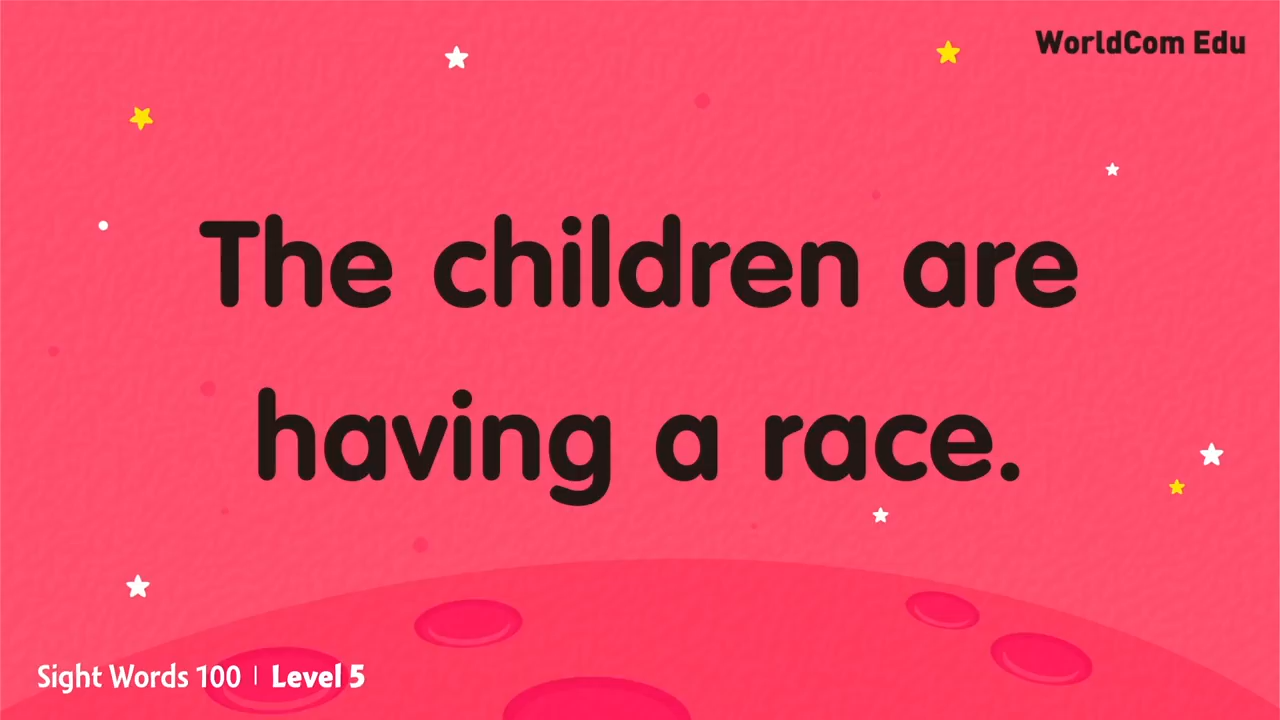 WorldCom Edu
The children are
having a race.
Sight Words 100 | Level 5